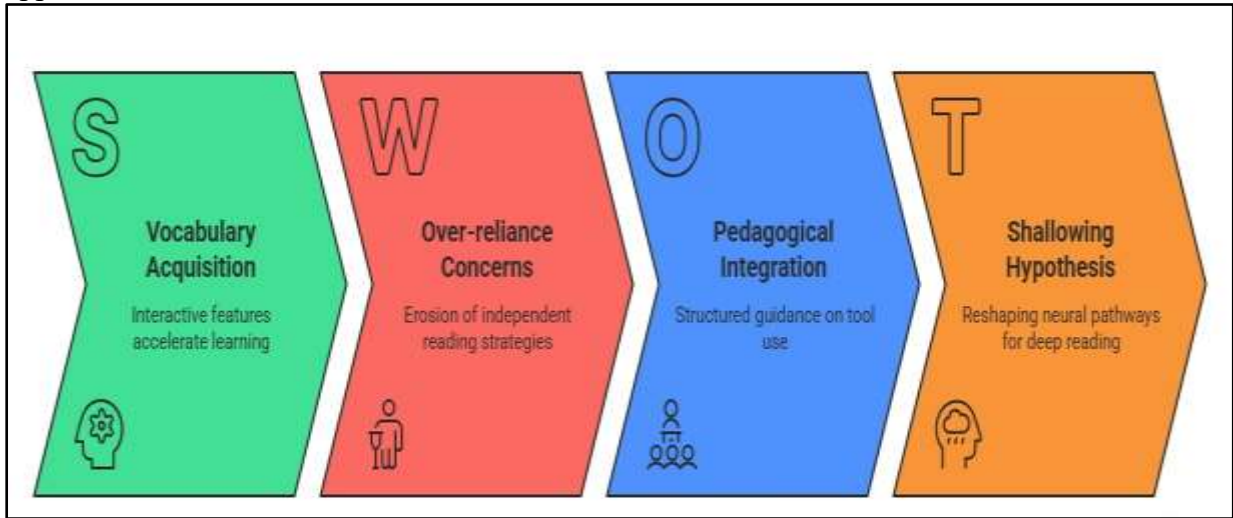 S
Vocabulary
Acquisition
Interactive features
accelerate learning
W
Over-reliance
Concerns
Erosion of independent
reading strategies
O
Pedagogical
Integration
Structured guidance on tool
use
T
Shallowing
Hypothesis
Reshaping neural pathways
for deep reading